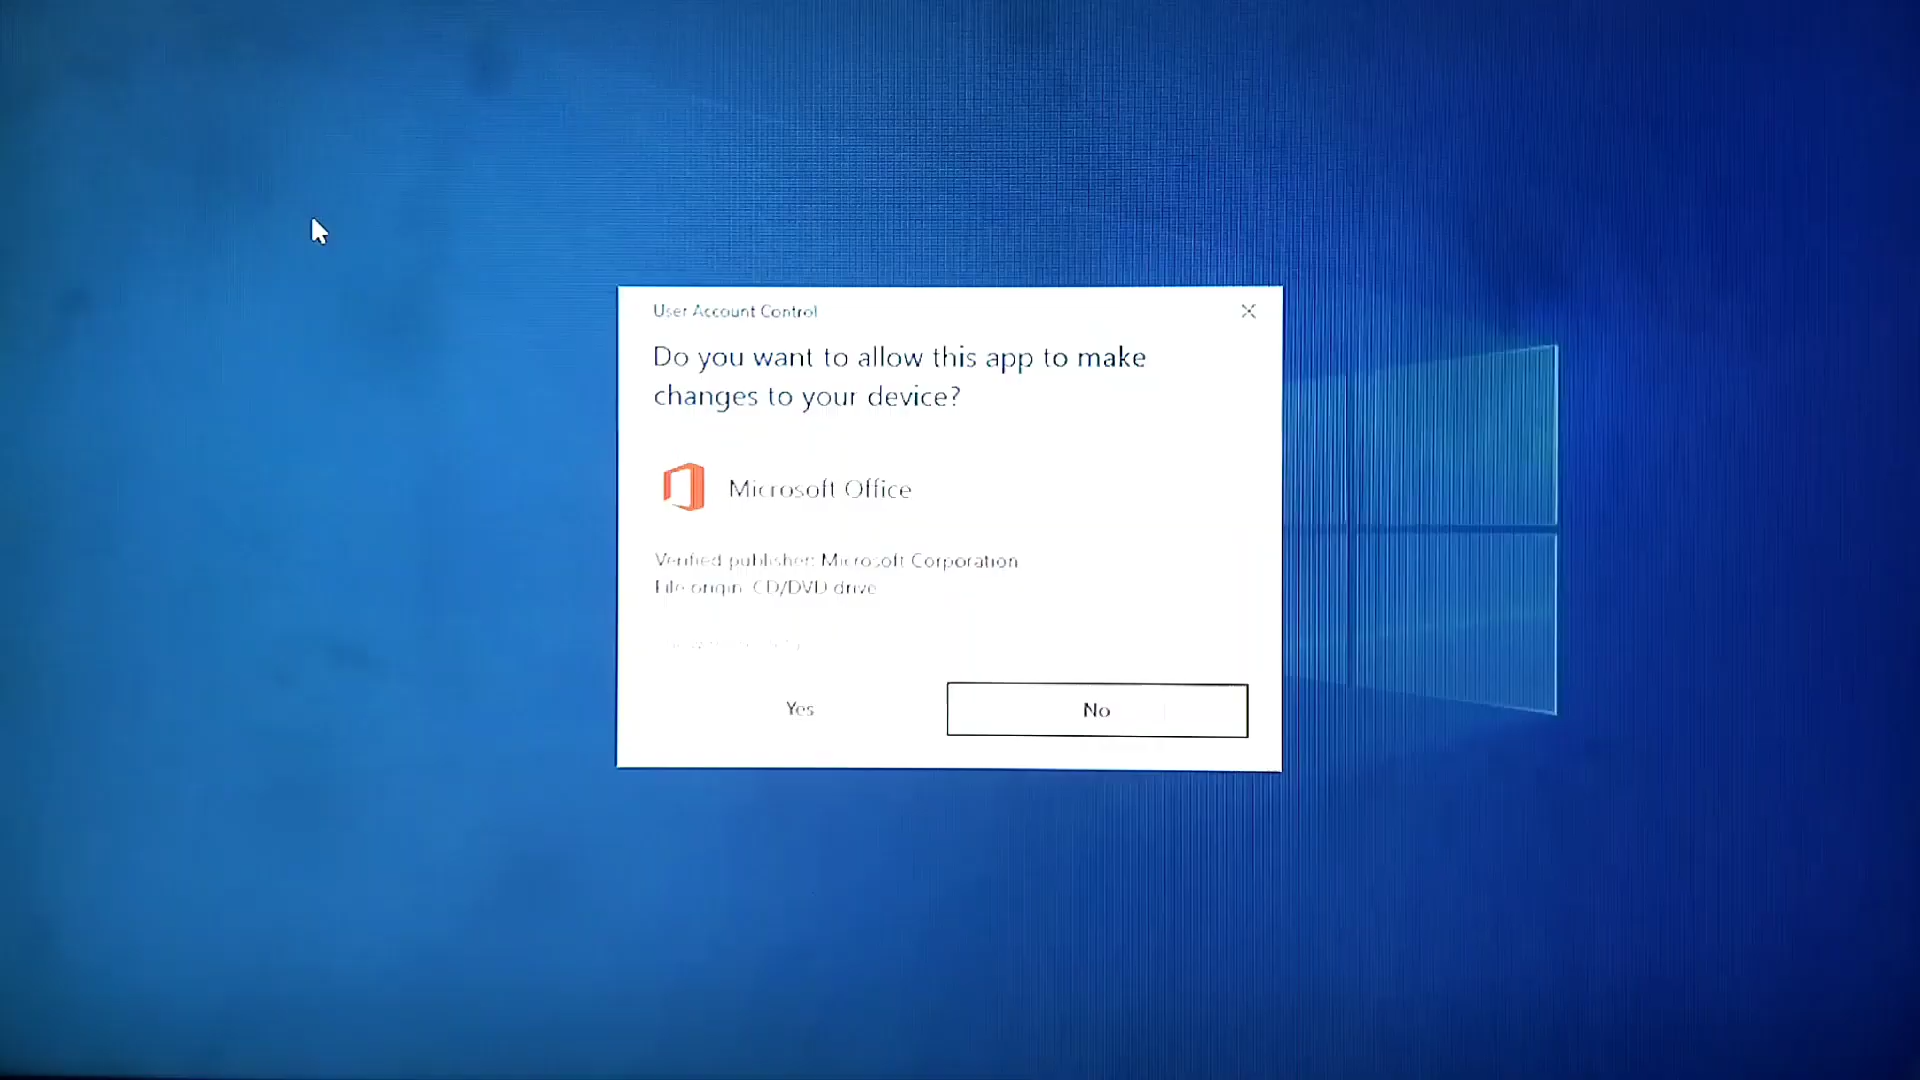 User Account Control
Do you want to allow this app to make
changes to your device?
Microsoft Office
Verified publisher: Microsoft Corporation
File origin: CD/DVD drive
Yes
No